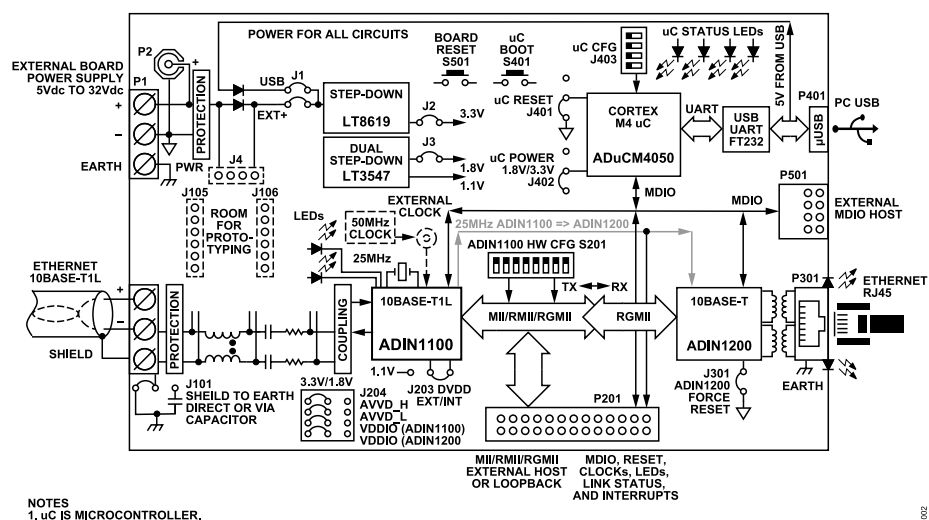 POWER FOR ALL CIRCUITS
BOARD
RESET
S501
uC
BOOT
S401
uC CFG
J403
uC STATUS LEDs
P2
+
EXTERNAL BOARD
POWER SUPPLY
5Vdc TO 32Vdc
P1
+
−
EARTH
PROTECTION
USB
J1
EXT+
STEP-DOWN
LT8619
J2
3.3V
DUAL
STEP-DOWN
LT3547
J3
1.8V
1.1V
J4
PWR
uC RESET
J401
uC POWER
1.8V/3.3V
J402
CORTEX
M4 uC
ADuCM4050
UART
USB
UART
FT232
5V FROM USB
P401
µUSB
PC USB
MDIO
MDIO
P501
EXTERNAL
MDIO HOST
J105
ROOM
FOR
PROTO-
TYPING
J106
LEDs
EXTERNAL
CLOCK
50MHz
CLOCK
25MHz
25MHz ADIN1100 => ADIN1200
ADIN1100 HW CFG S201
TX
RX
ETHERNET
10BASE-T1L
+
−
SHIELD
PROTECTION
COUPLING
10BASE-T1L
ADIN1100
MII/RMII/RGMII
RGMII
10BASE-T
ADIN1200
P301
ETHERNET
RJ45
EARTH
J301
ADIN1200
FORCE
RESET
1.1V
J203 DVDD
EXT/INT
J101
SHEILD TO EARTH
DIRECT OR VIA
CAPACITOR
3.3V/1.8V
J204
AVVD_H
AVVD_L
VDDIO (ADIN1100)
VDDIO (ADIN1200
P201
MII/RMII/RGMII
EXTERNAL HOST
OR LOOPBACK
MDIO, RESET,
CLOCKs, LEDs,
LINK STATUS,
AND INTERRUPTS
NOTES
1. uC IS MICROCONTROLLER.
002